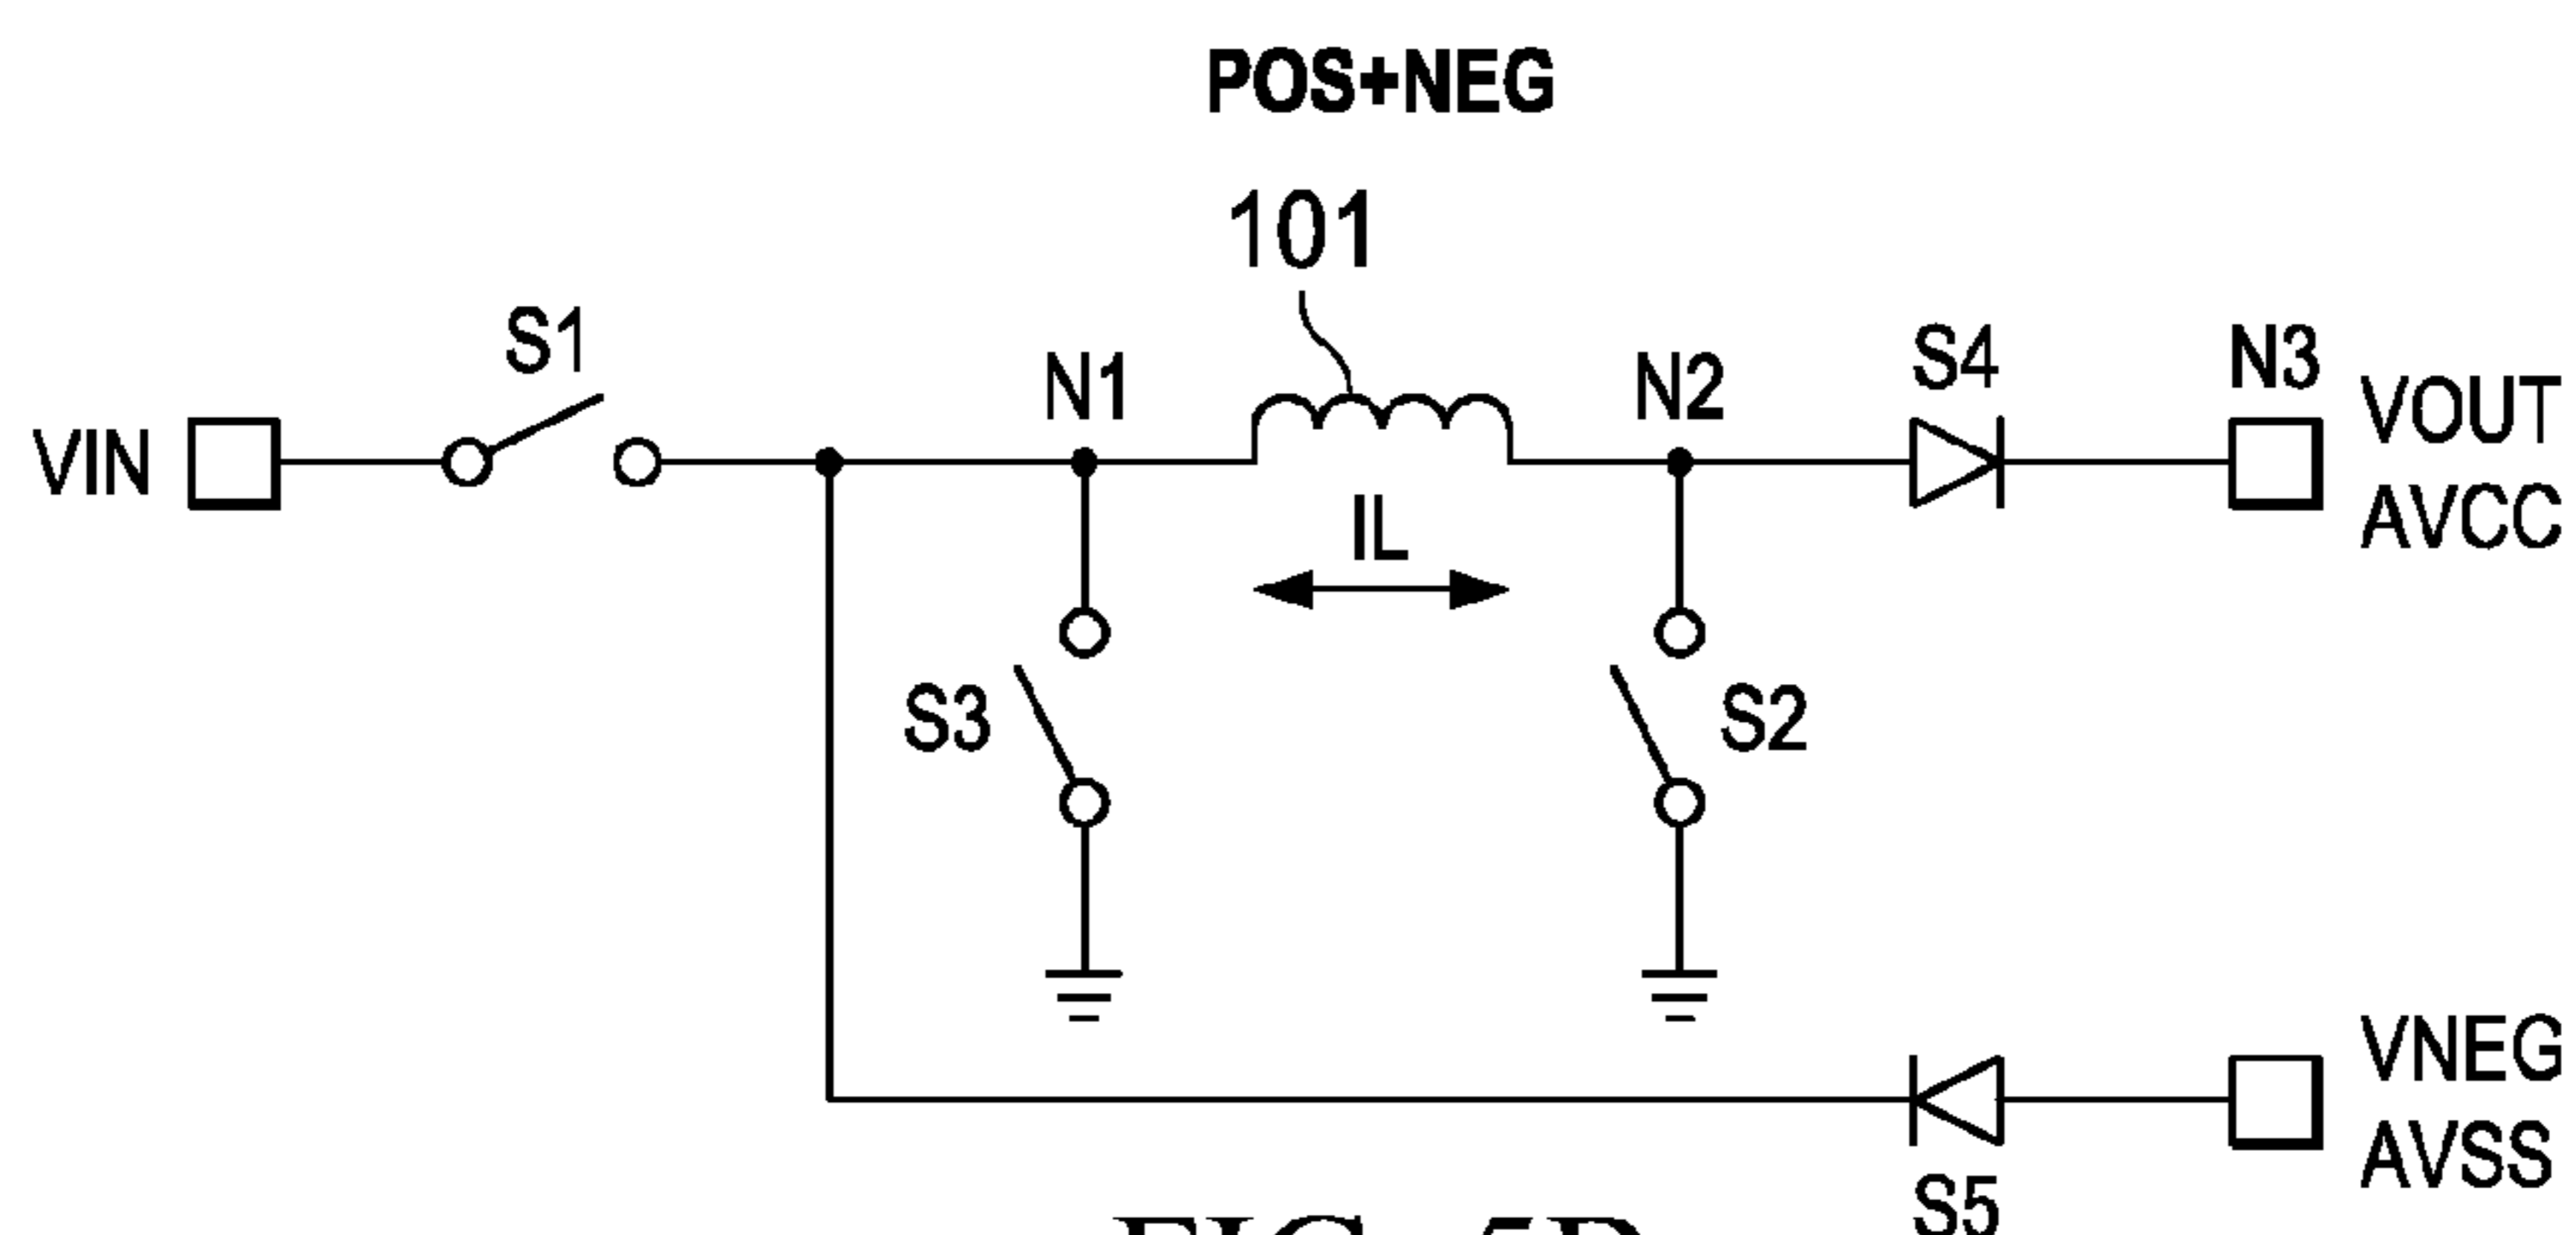 POS+NEG
101
S1
N1
N2
S4
N3
VOUT
VIN
IL
AVCC
S3
S2
VNEG
AVSS
S5